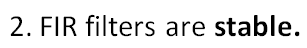 2. FIR filters are stable.